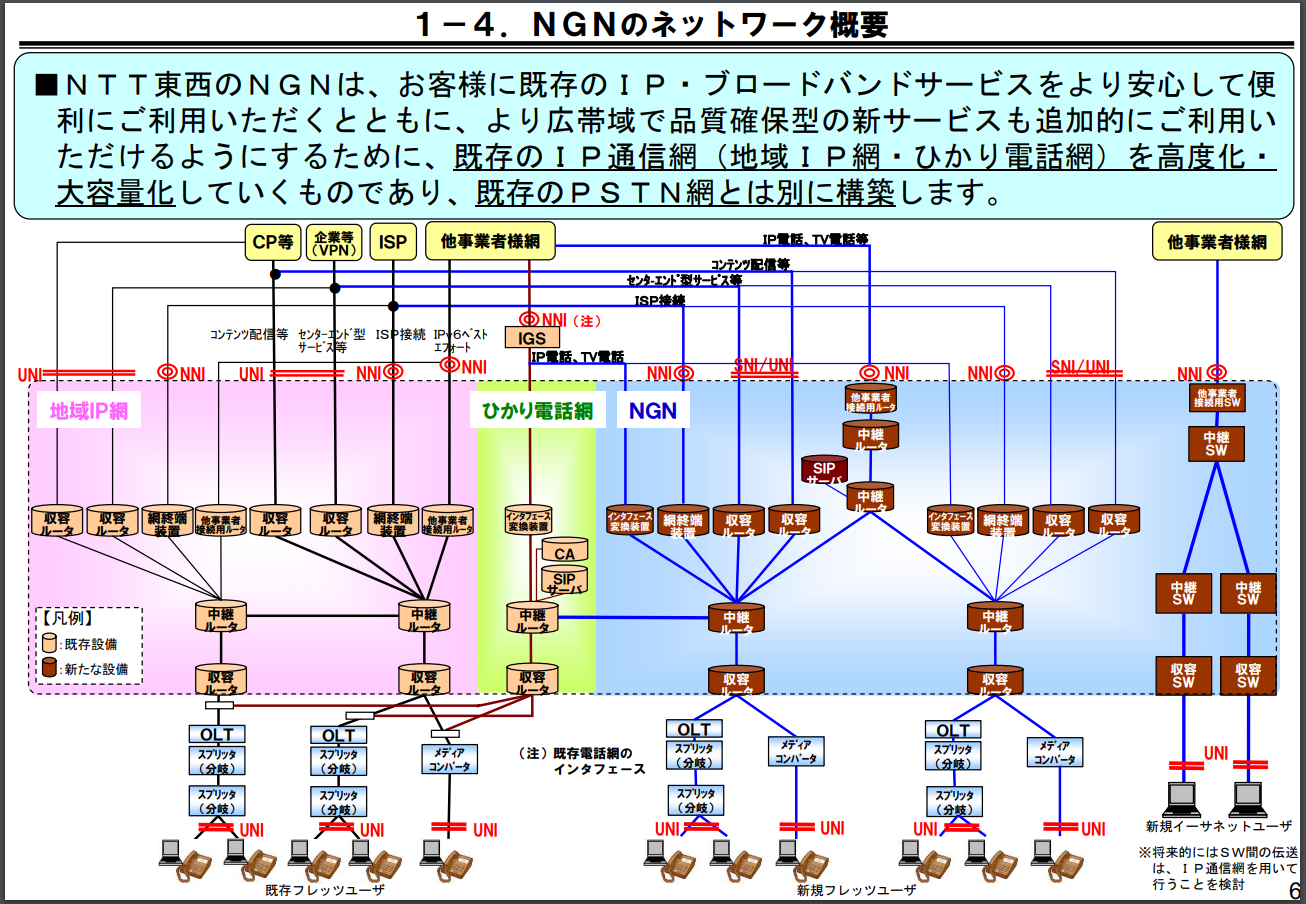 １－４．ＮＧＮのネットワーク概要
■ＮＴＴ東西のＮＧＮは、お客様に既存のＩＰ・ブロードバンドサービスをより安心して便
利にご利用いただくとともに、より広帯域で品質確保型の新サービスも追加的にご利用い
ただけるようにするために、既存のＩＰ通信網（地域ＩＰ網・ひかり電話網）を高度化・
大容量化していくものであり、既存のＰＳＴＮ網とは別に構築します。
CP等
企業等
（VPN）
ISP
他事業者様網
他事業者様網
IP電話、TV電話等
コンテンツ配信等
センタ-エンド型サービス等
ISP接続
NNI（注）
IGS
コンテンツ配信等
センターエンド型
サービス等
ISP接続
IPv6ベスト
エフォート
IP電話、TV電話
UNI
NNI
UNI
NNI
NNI
NNI
SNI/UNI
NNI
NNI
SNI/UNI
NNI
地域IP網
ひかり電話網
NGN
他事業者
接続用ルータ
中継
ルータ
SIP
サーバ
中継
ルータ
他事業者
接続用SW
中継
SW
収容
ルータ
収容
ルータ
網終端
装置
他事業者
接続用ルータ
収容
ルータ
収容
ルータ
網終端
装置
他事業者
接続用ルータ
インタフェース
変換装置
インタフェース
変換装置
網終端
装置
収容
ルータ
収容
ルータ
インタフェース
変換装置
網終端
装置
収容
ルータ
収容
ルータ
CA
SIP
サーバ
中継
ルータ
中継
ルータ
中継
ルータ
中継
ルータ
中継
ルータ
中継
SW
中継
SW
【凡例】
：既存設備
：新たな設備
収容
ルータ
収容
ルータ
収容
ルータ
収容
ルータ
収容
ルータ
収容
SW
収容
SW
OLT
スプリッタ
（分岐）
スプリッタ
（分岐）
OLT
スプリッタ
（分岐）
スプリッタ
（分岐）
メディア
コンバータ
（注）既存電話網の
インタフェース
OLT
スプリッタ
（分岐）
スプリッタ
（分岐）
メディア
コンバータ
OLT
スプリッタ
（分岐）
スプリッタ
（分岐）
メディア
コンバータ
UNI
UNI
UNI
UNI
UNI
UNI
UNI
UNI
既存フレッツユーザ
新規フレッツユーザ
新規イーサネットユーザ
※将来的にはＳＷ間の伝送
は、ＩＰ通信網を用いて
行うことを検討
6